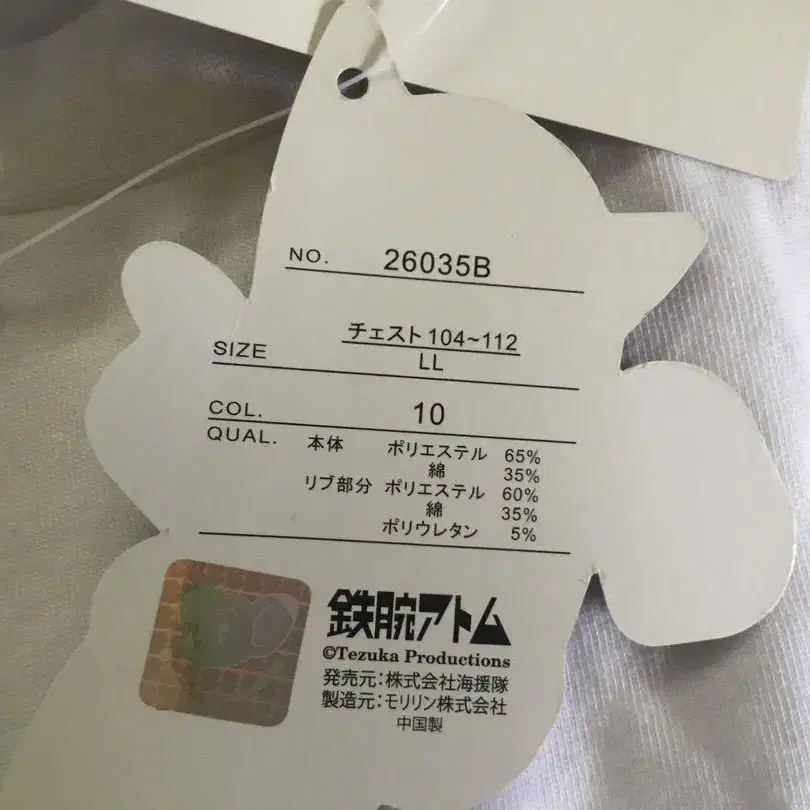 NO. 26035B
チェスト 104~112
SIZE LL
COL. 10
QUAL. 本体 ポリエステル 65%
綿 35%
リブ部分 ポリエステル 60%
綿 35%
ポリウレタン 5%
鉄腕アトム
©Tezuka Productions
発売元:株式会社海援隊
製造元:モリリン株式会社
中国製